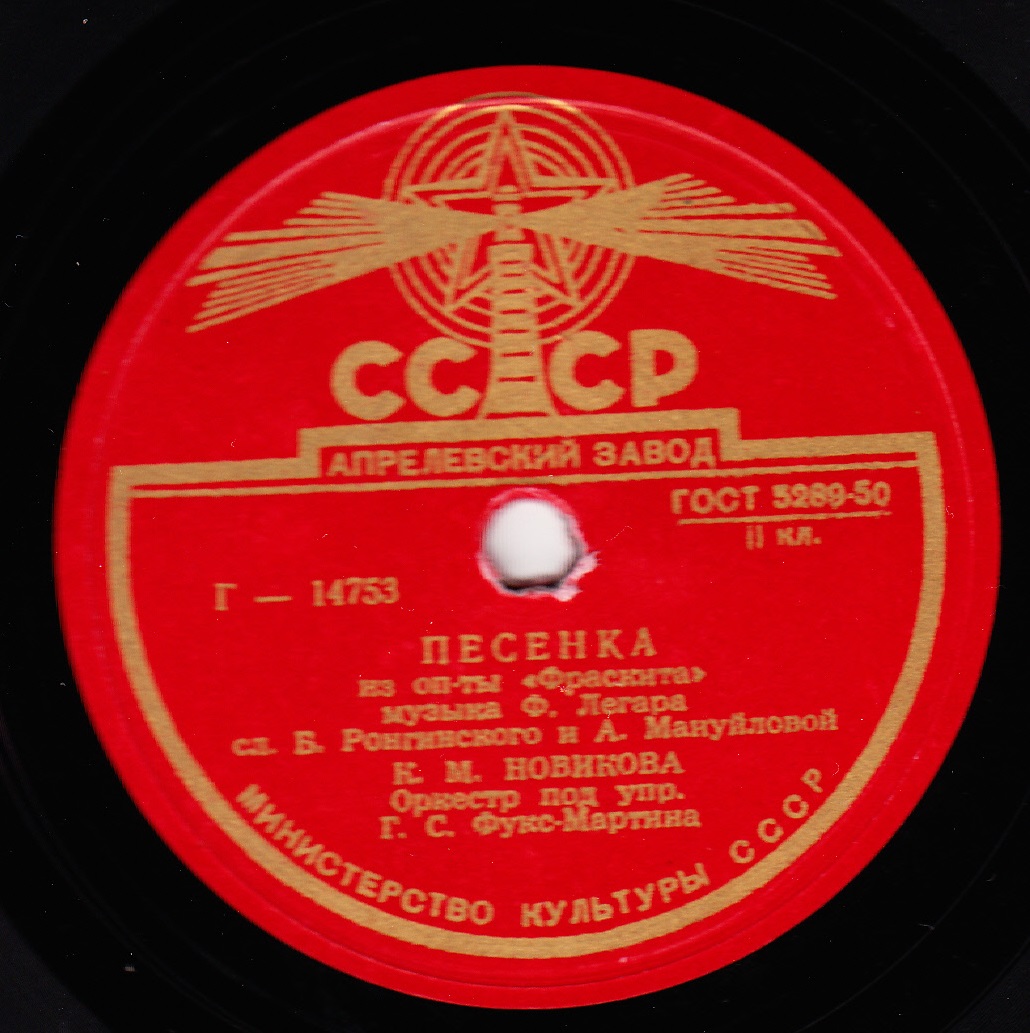 СССР
АПРЕЛЕВСКИЙ ЗАВОД
ГОСТ 5289-50
II кл.
Г — 14753
ПЕСЕНКА
из оп-ты «Фраскита»
музыка Ф. Легара
сл. Б. Ронгинского и А. Мануйловой
К. М. НОВИКОВА
Оркестр под упр.
Г. С. Фукс-Мартина
МИНИСТЕРСТВО КУЛЬТУРЫ СССР